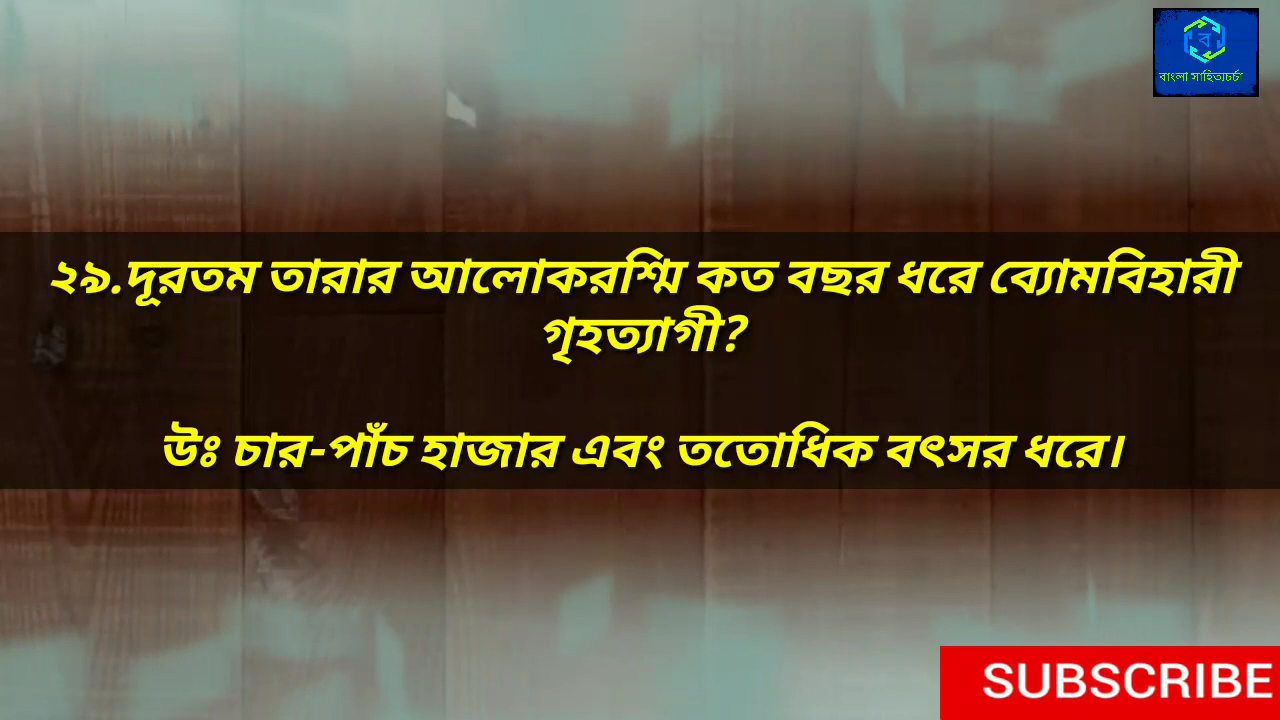 বাংলা সাহিত্যচর্চা
২৯.দূরতম তারার আলোকরশ্মি কত বছর ধরে ব্যোমবিহারী
গৃহত্যাগী?
উঃ চার-পাঁচ হাজার এবং ততোধিক বৎসর ধরে।
SUBSCRIBE